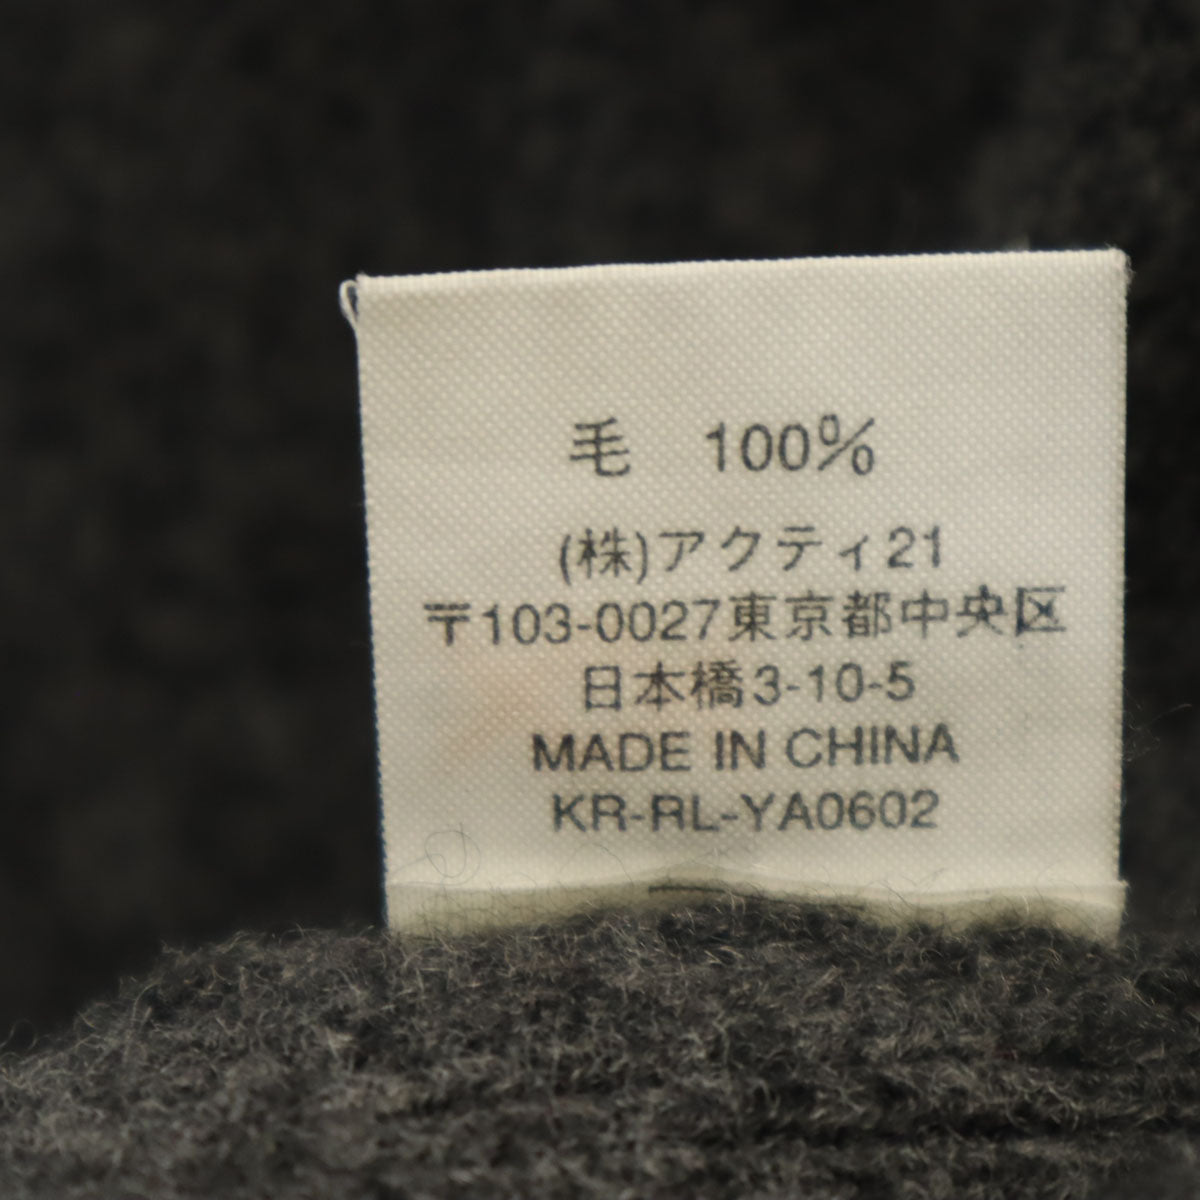 毛 100%
(株)アクティ21
〒103-0027東京都中央区
日本橋3-10-5
MADE IN CHINA
KR-RL-YA0602